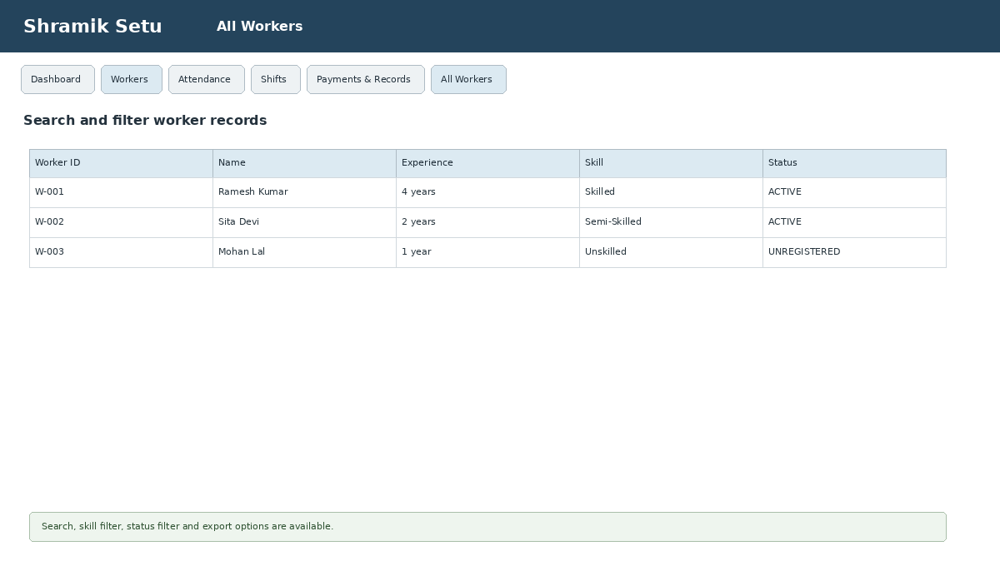 Shramik Setu All Workers
Dashboard Workers Attendance Shifts Payments & Records All Workers
Search and filter worker records
Worker ID Name Experience Skill Status
W-001 Ramesh Kumar 4 years Skilled ACTIVE
W-002 Sita Devi 2 years Semi-Skilled ACTIVE
W-003 Mohan Lal 1 year Unskilled UNREGISTERED
Search, skill filter, status filter and export options are available.